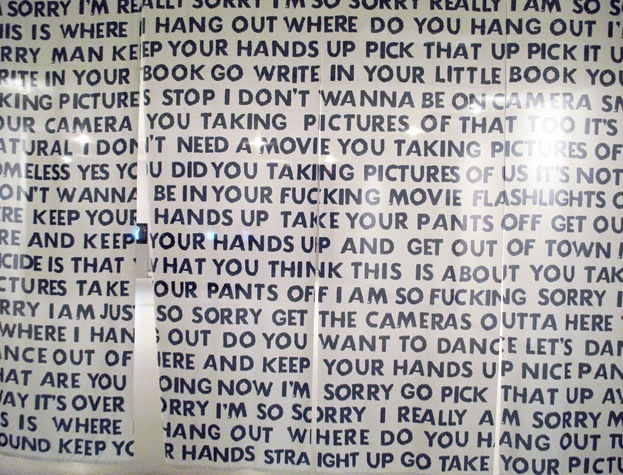 SORRY I'M REALLY SORRY I'M SO SORRY REALLY I AM SO
THIS IS WHERE I HANG OUT WHERE DO YOU HANG OUT I'
RRY MAN KEEP YOUR HANDS UP PICK THAT UP PICK IT U
RITE IN YOUR BOOK GO WRITE IN YOUR LITTLE BOOK YOU
KING PICTURES STOP I DON'T WANNA BE ON CAMERA
UR CAMERA YOU TAKING PICTURES OF THAT TOO IT'S
ATURAL I DON'T NEED A MOVIE YOU TAKING PICTURES OF
OMELESS YES YOU DID YOU TAKING PICTURES OF US IT'S NOT
ON'T WANNA BE IN YOUR FUCKING MOVIE FLASHLIGHTS O
ERE KEEP YOUR HANDS UP TAKE YOUR PANTS OFF GET OU
RE AND KEEP YOUR HANDS UP AND GET OUT OF TOWN
ICIDE IS THAT WHAT YOU THINK THIS IS ABOUT YOU TAK
CTURES TAKE YOUR PANTS OFF I AM SO FUCKING SORRY I
RRY I AM JUST SO SORRY GET THE CAMERAS OUTTA HERE
WHERE I HANG OUT DO YOU WANT TO DANCE LET'S DAN
ANCE OUT OF HERE AND KEEP YOUR HANDS UP NICE PAN
HAT ARE YOU DOING NOW I'M SORRY GO PICK THAT UP
AY IT'S OVER SORRY I'M SO SORRY I REALLY AM SORRY M
S IS WHERE HANG OUT WHERE DO YOU HANG OUT
OUND KEEP YO R HANDS STRAIGHT UP GO TAKE YOUR PICTU